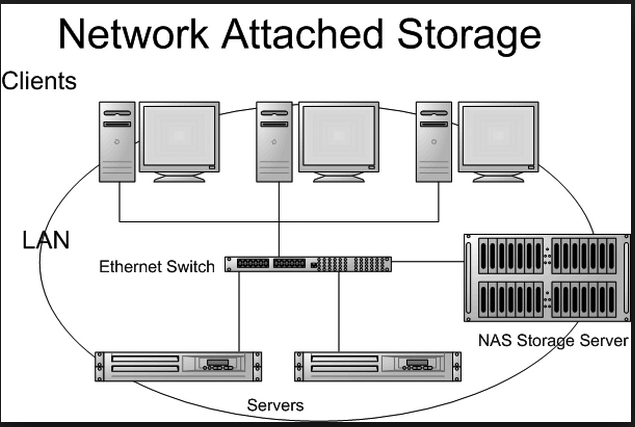 Network Attached Storage
Clients
LAN
Ethernet Switch
NAS Storage Server
Servers